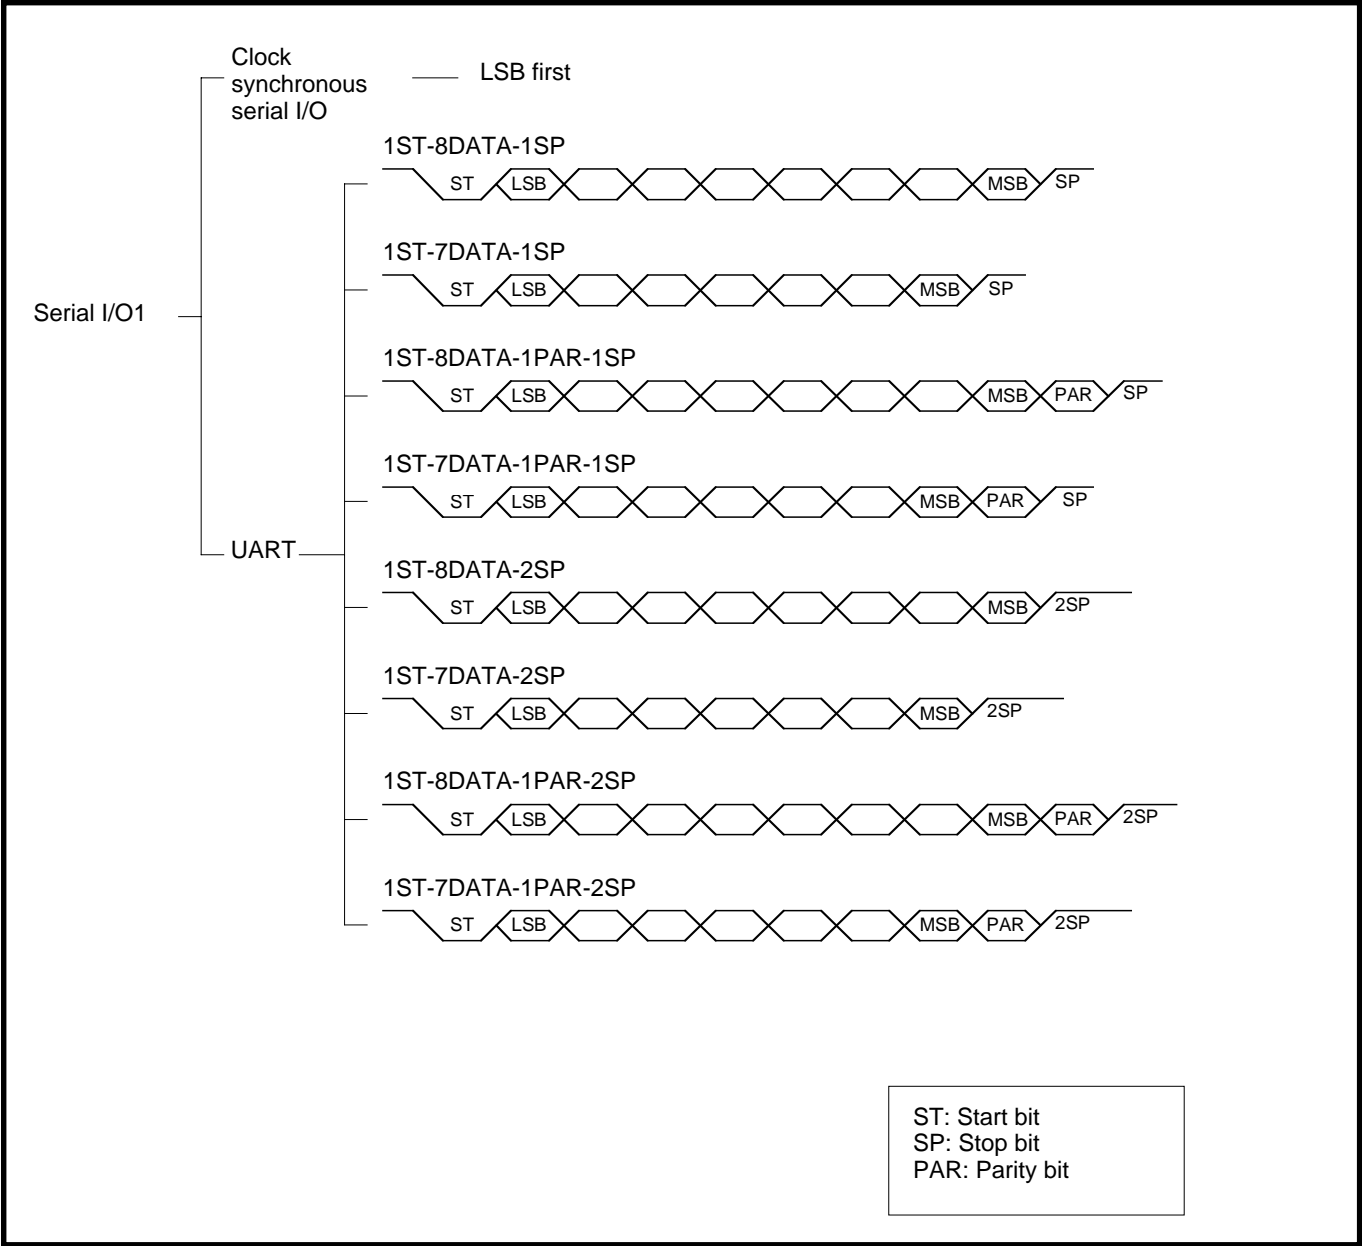 Clock
synchronous
serial I/O
LSB first
1ST-8DATA-1SP
ST LSB MSB SP
1ST-7DATA-1SP
ST LSB MSB SP
Serial I/O1
1ST-8DATA-1PAR-1SP
ST LSB MSB PAR SP
1ST-7DATA-1PAR-1SP
ST LSB MSB PAR SP
UART
1ST-8DATA-2SP
ST LSB MSB 2SP
1ST-7DATA-2SP
ST LSB MSB 2SP
1ST-8DATA-1PAR-2SP
ST LSB MSB PAR 2SP
1ST-7DATA-1PAR-2SP
ST LSB MSB PAR 2SP
ST: Start bit
SP: Stop bit
PAR: Parity bit